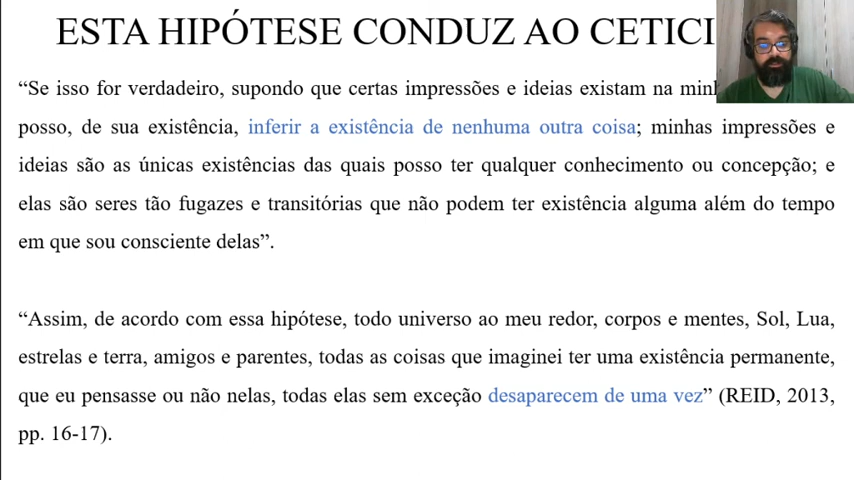 ESTA HIPÓTESE CONDUZ AO
“Se isso for verdadeiro, supondo que certas impressões e ideias existam na
posso, de sua existência, inferir a existência de nenhuma outra coisa; minhas impressões e
ideias são as únicas existências das quais posso ter qualquer conhecimento ou concepção; e
elas são seres tão fugazes e transitórias que não podem ter existência alguma além do tempo
em que sou consciente delas”.
“Assim, de acordo com essa hipótese, todo universo ao meu redor, corpos e mentes, Sol, Lua,
estrelas e terra, amigos e parentes, todas as coisas que imaginei ter uma existência permanente,
que eu pensasse ou não nelas, todas elas sem exceção desaparecem de uma vez” (REID, 2013,
pp. 16-17).